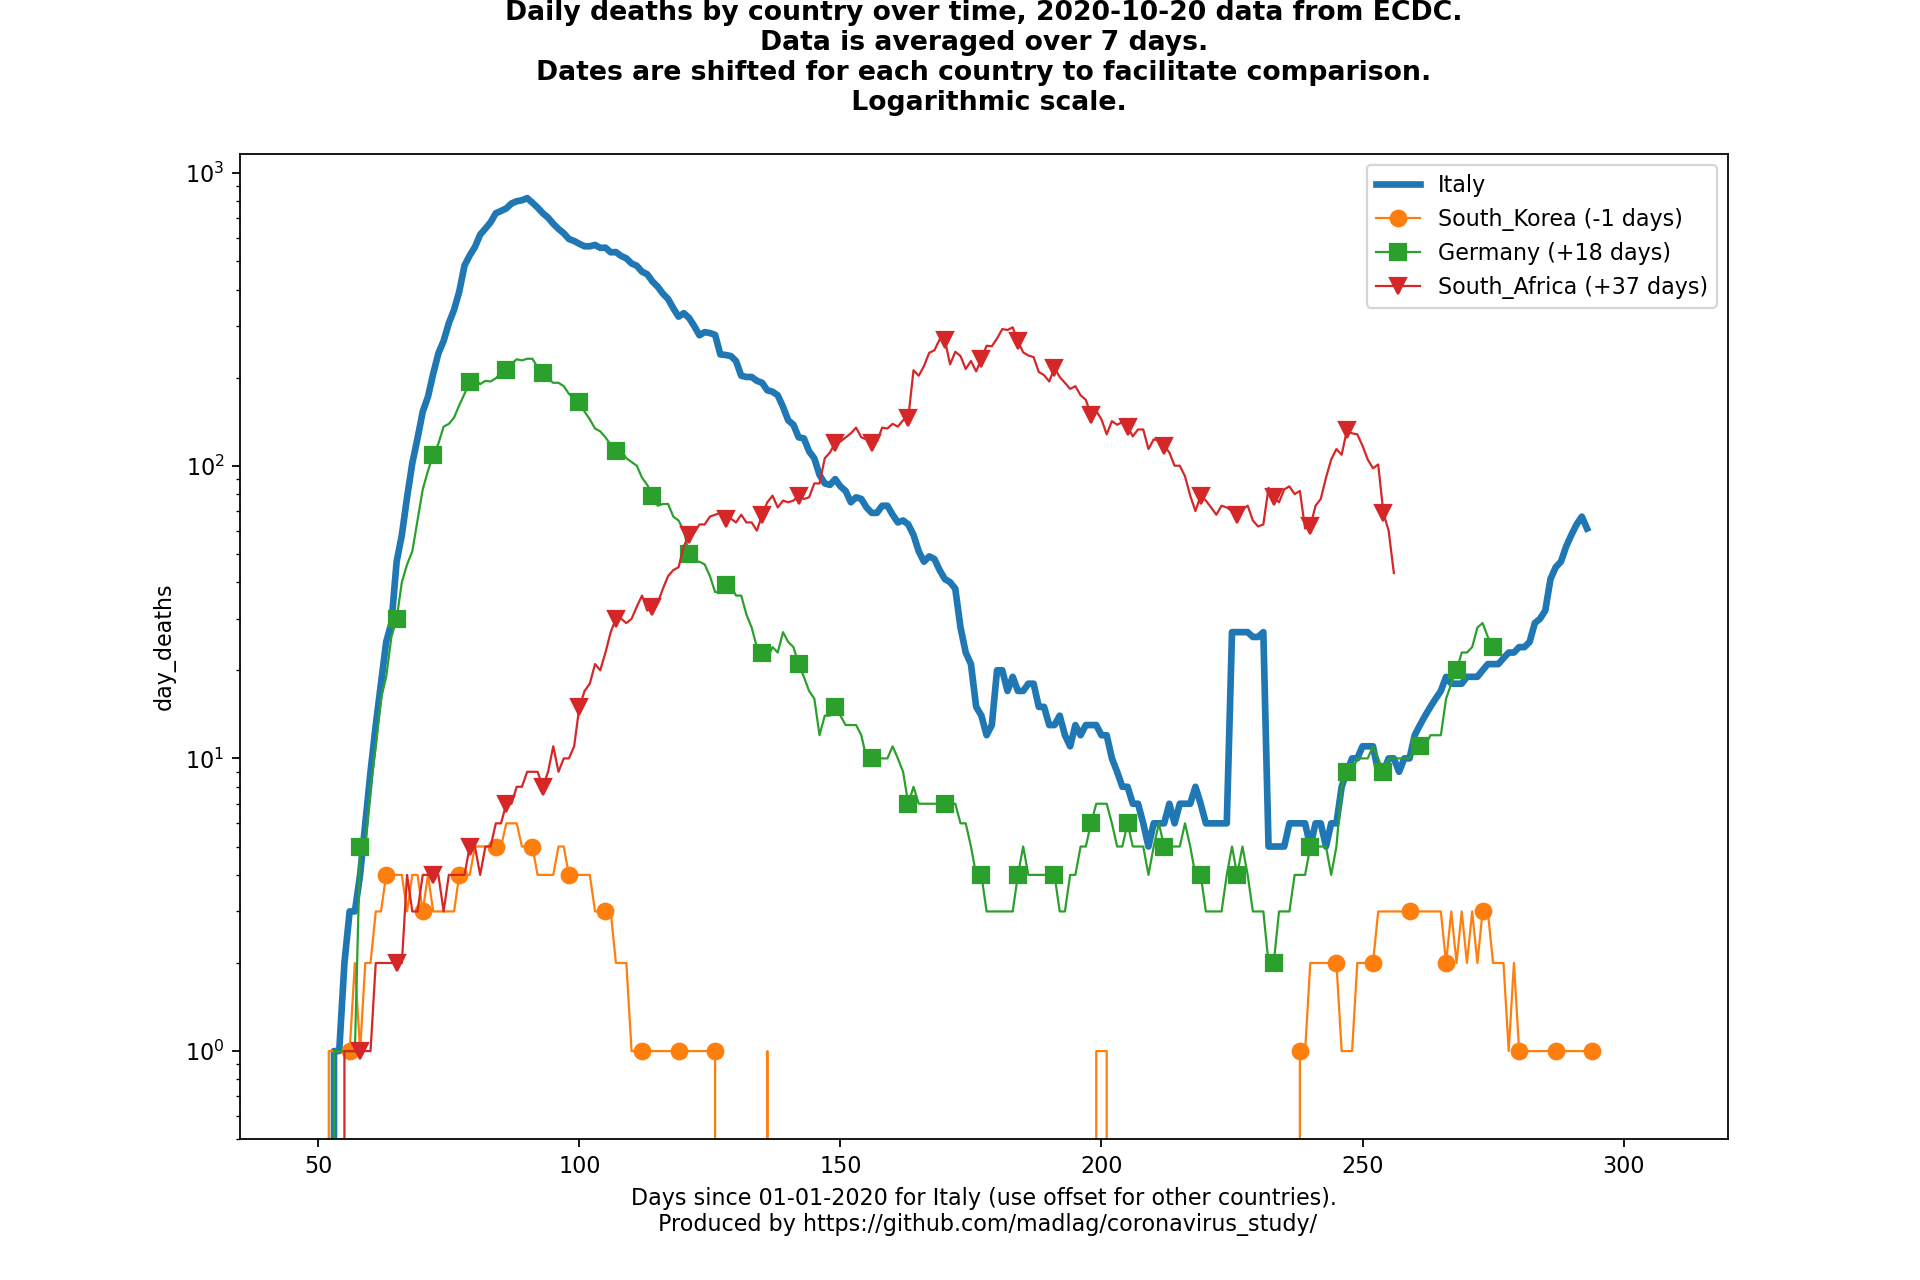 Daily deaths by country over time, 2020-10-20 data from ECDC.
Data is averaged over 7 days.
Dates are shifted for each country to facilitate comparison.
Logarithmic scale.
10³
10²
10¹
10⁰
day_deaths
Italy
South_Korea (-1 days)
Germany (+18 days)
South_Africa (+37 days)
50 100 150 200 250 300
Days since 01-01-2020 for Italy (use offset for other countries).
Produced by https://github.com/madlag/coronavirus_study/